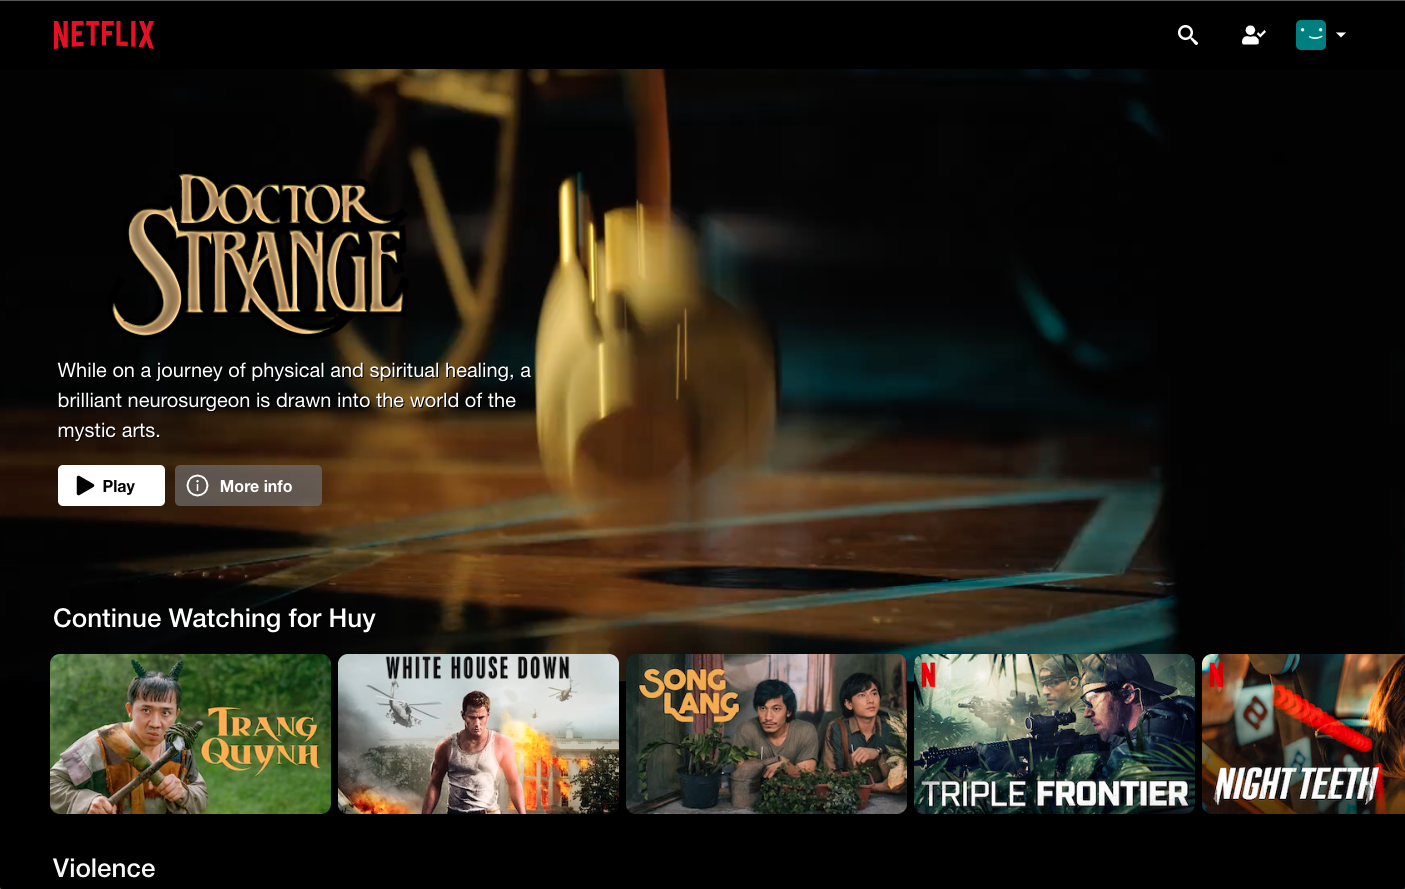 NETFLIX
DOCTOR
STRANGE
While on a journey of physical and spiritual healing, a
brilliant neurosurgeon is drawn into the world of the
mystic arts.
Play
More info
Continue Watching for Huy
TRANG
QUỲNH
WHITE HOUSE DOWN
SONG
LANG
N
TRIPLE FRONTIER
N
NIGHT TEETH
Violence